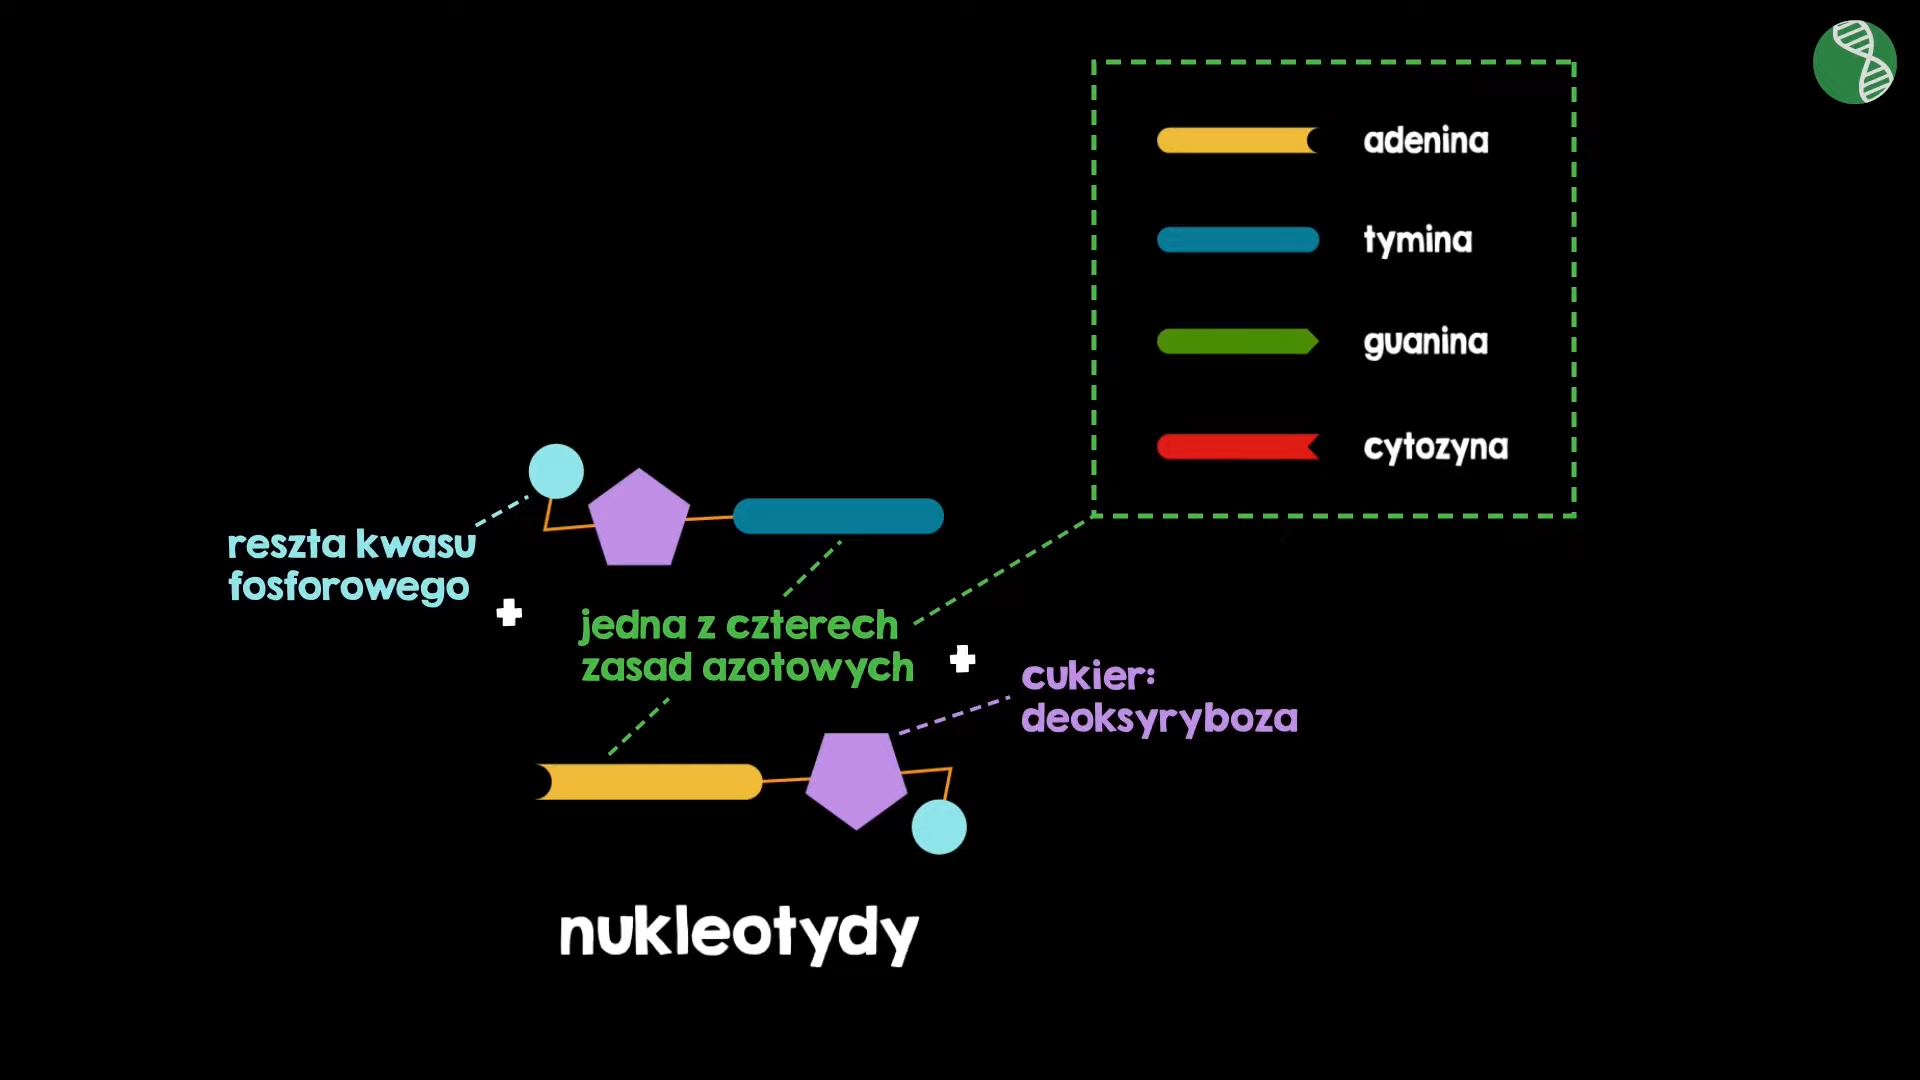 adenina
tymina
guanina
cytozyna
reszta kwasu
fosforowego
jedna z czterech
zasad azotowych
cukier:
deoksyryboza
nukleotydy